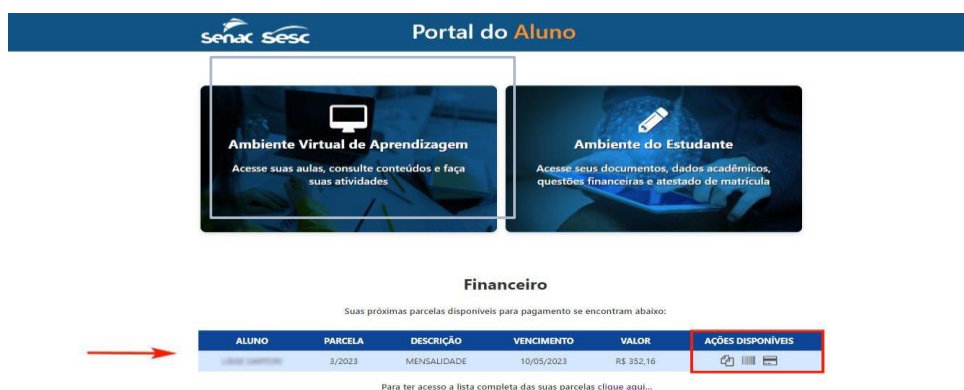 Senac Sesc
Portal do Aluno
Ambiente Virtual de Aprendizagem
Acesse suas aulas, consulte conteúdos e faça
suas atividades
Ambiente do Estudante
Acesse seus documentos, dados acadêmicos,
questões financeiras e atestado de matrícula
Financeiro
Suas próximas parcelas disponíveis para pagamento se encontram abaixo:
ALUNO PARCELA DESCRIÇÃO VENCIMENTO VALOR AÇÕES DISPONÍVEIS
3/2023 MENSALIDADE 10/05/2023 R$ 352,16
Para ter acesso a lista completa das suas parcelas clique aqui...